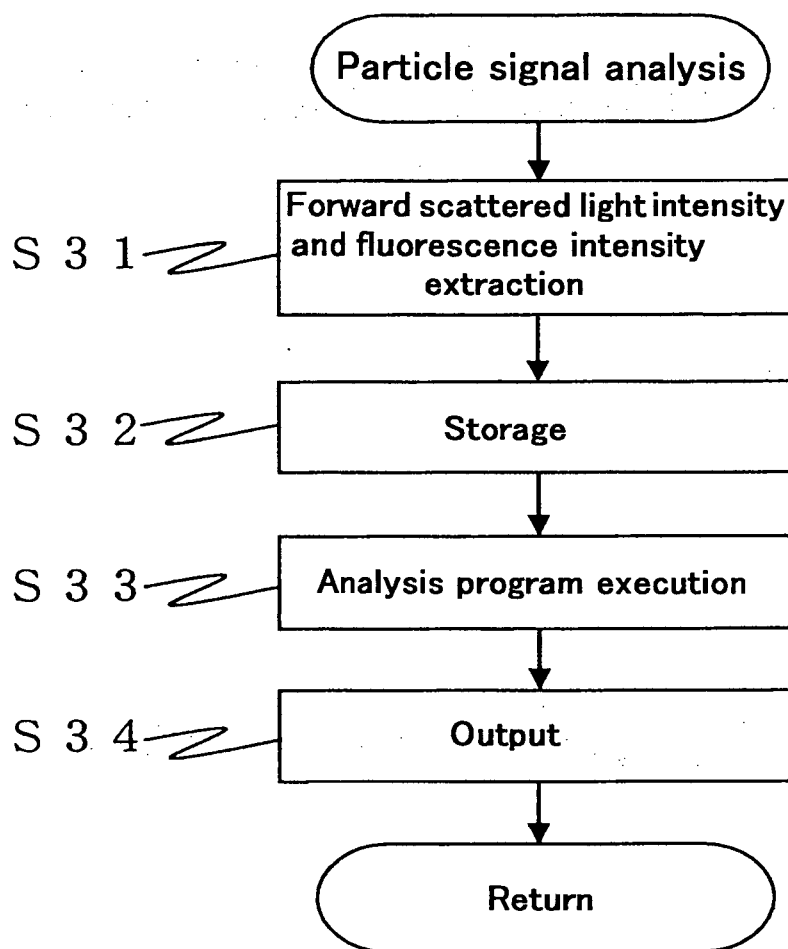 Particle signal analysis
S 3 1
Forward scattered light intensity
and fluorescence intensity
extraction
S 3 2
Storage
S 3 3
Analysis program execution
S 3 4
Output
Return